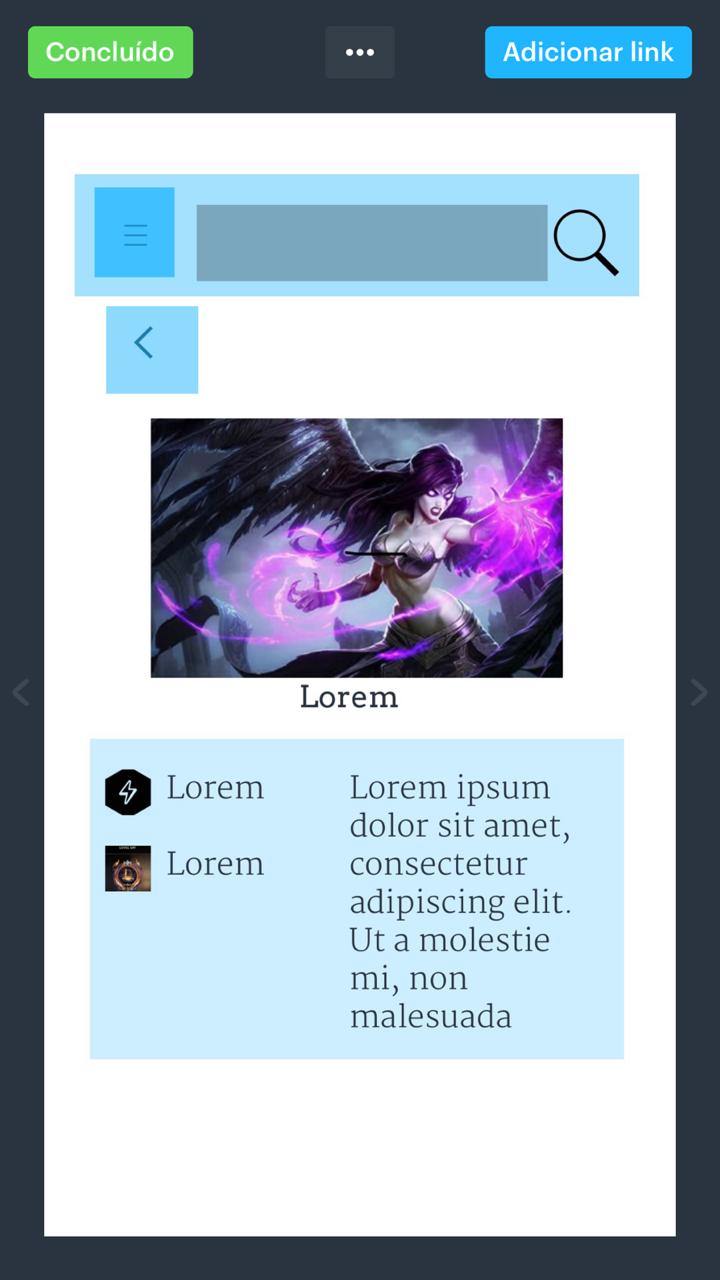 Concluído
•••
Adicionar link
Lorem
Lorem
Lorem
Lorem ipsum
dolor sit amet,
consectetur
adipiscing elit.
Ut a molestie
mi, non
malesuada